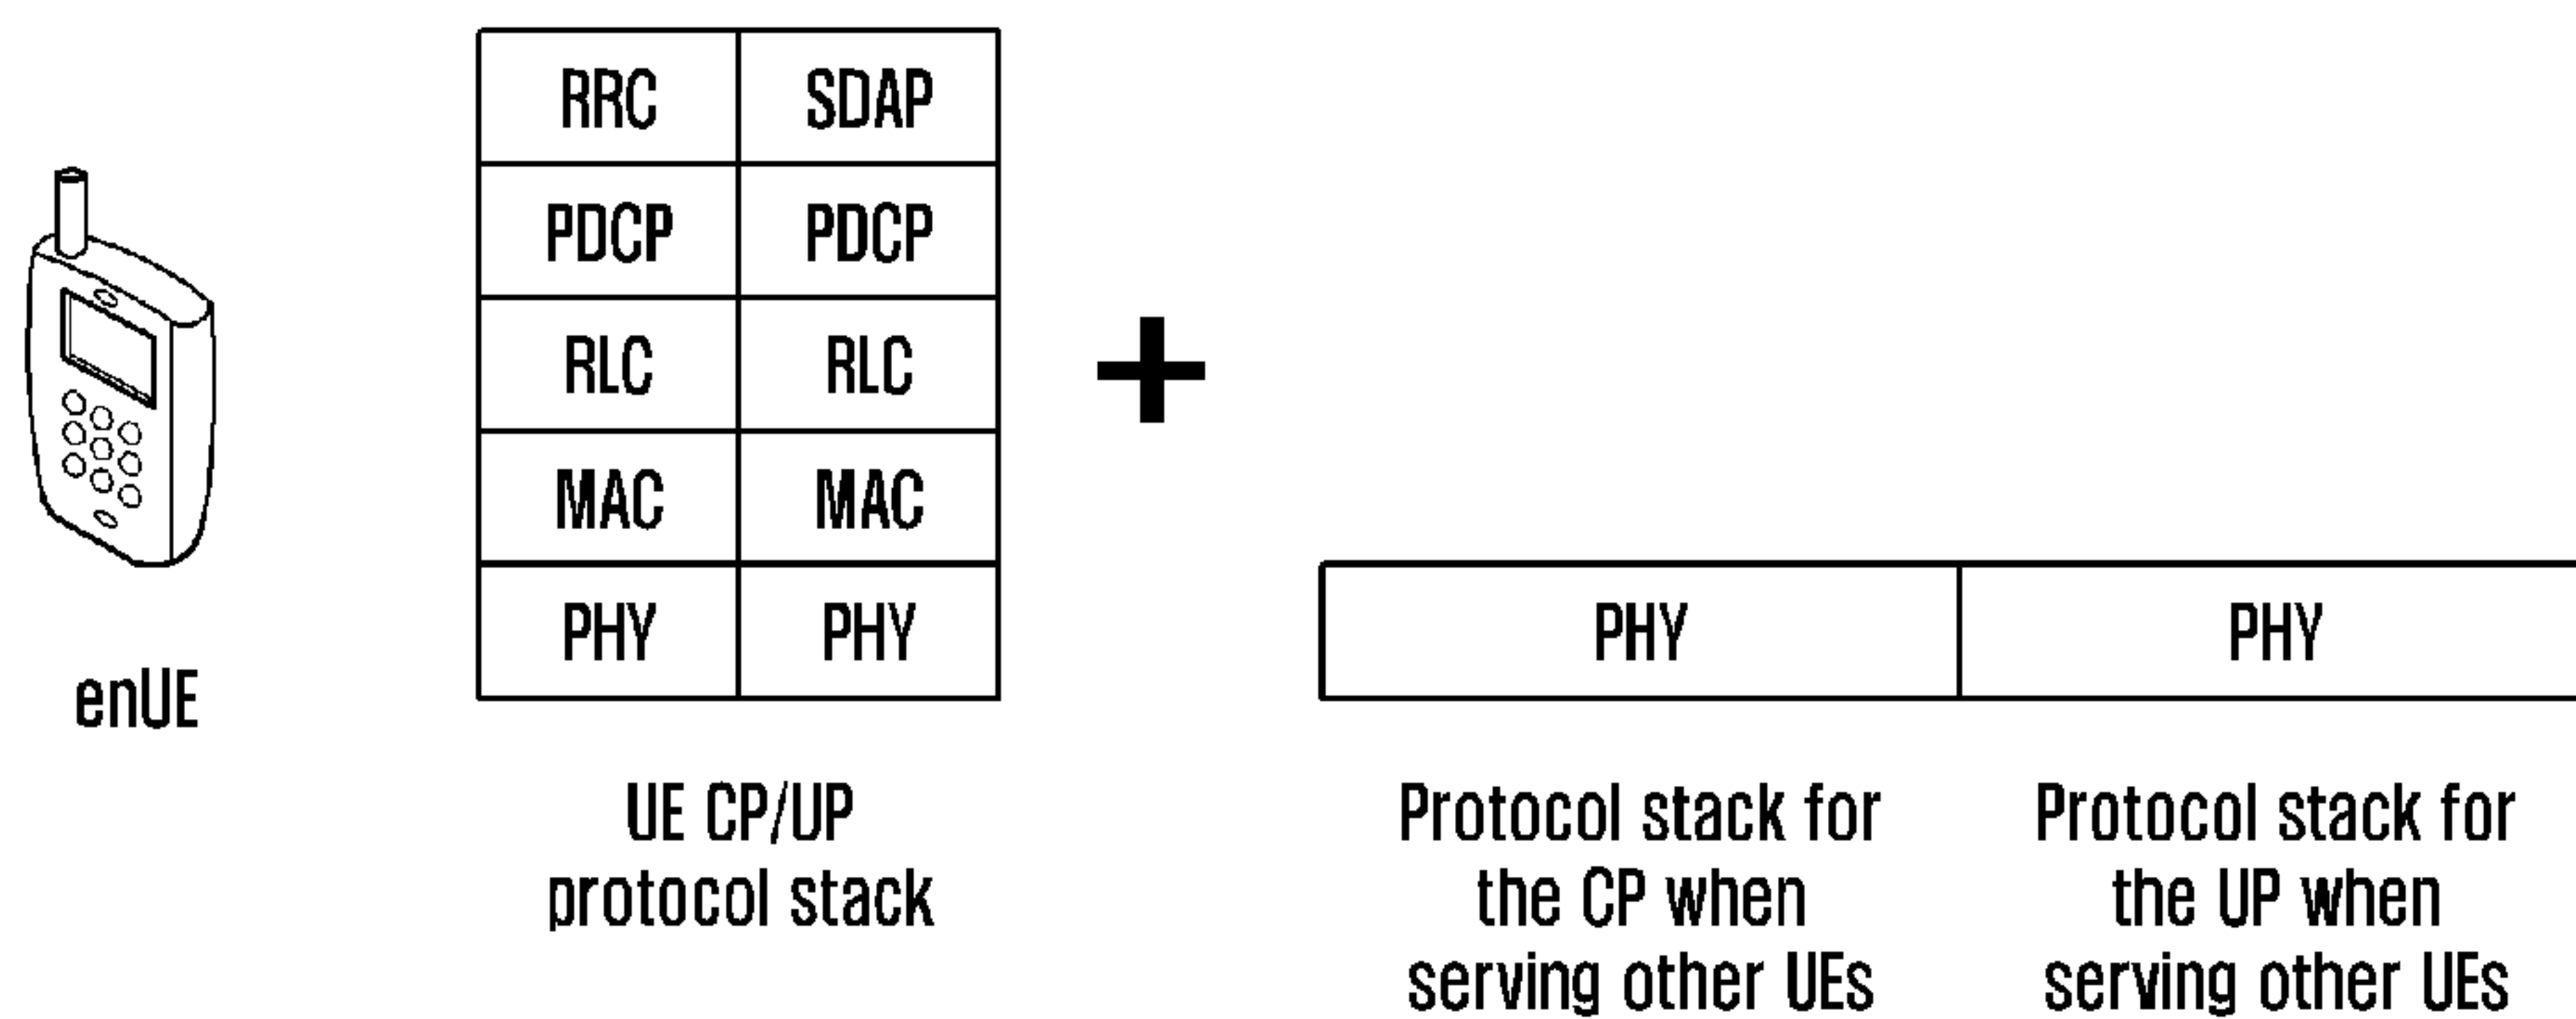 RRC SDAP
PDCP PDCP
RLC RLC
MAC MAC
PHY PHY
PHY PHY
enUE
UE CP/UP
protocol stack
Protocol stack for
the CP when
serving other UEs
Protocol stack for
the UP when
serving other UEs